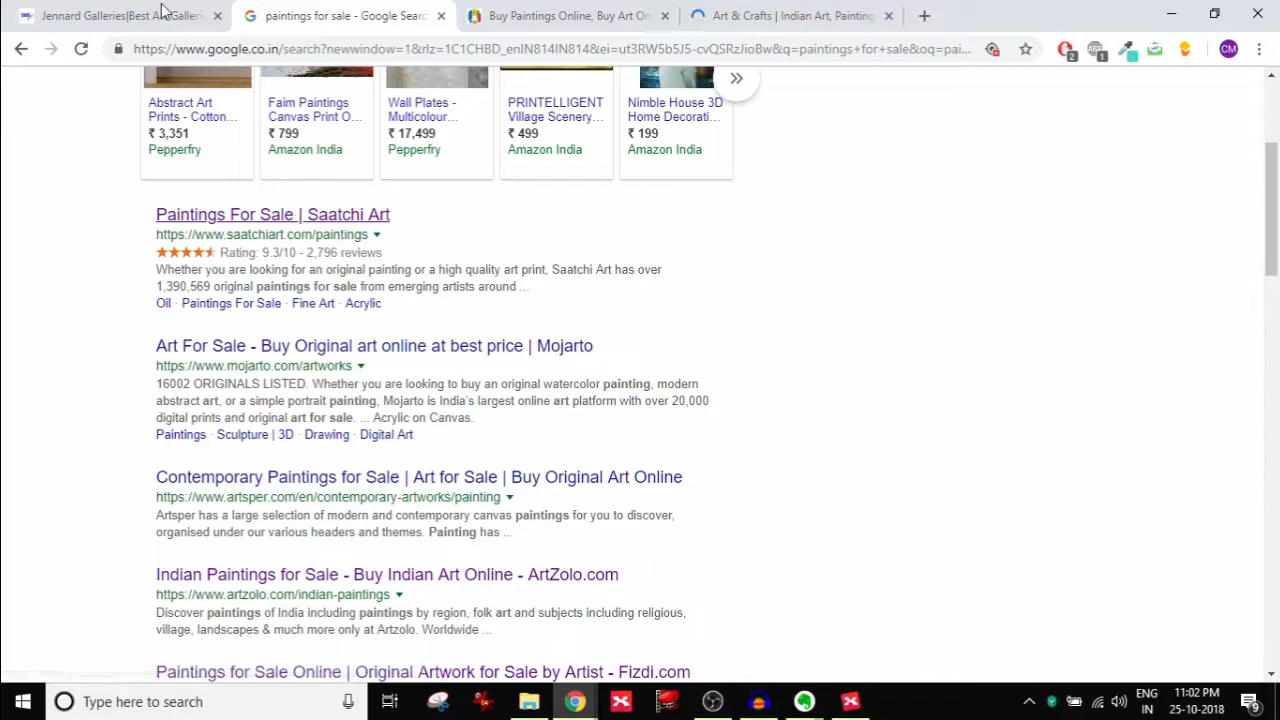 Jennard Galleries|Best Art Galleri
paintings for sale - Google Searc
Buy Paintings Online, Buy Art On
Art & Crafts | Indian Art, Painting
https://www.google.co.in/search?newwindow=1&rlz=1C1CHBD_enIN814IN814&ei=ut3RW5b5J5-cvQSRzJioBw&q=paintings+for+sale&oq=pai...
2
1
CM
Abstract Art
Prints - Cotton...
₹ 3,351
Pepperfry
Faim Paintings
Canvas Print O...
₹ 799
Amazon India
Wall Plates -
Multicolour...
₹ 17,499
Pepperfry
PRINTELLIGENT
Village Scenery...
₹ 499
Amazon India
Nimble House 3D
Home Decorati...
₹ 199
Amazon India
Paintings For Sale | Saatchi Art
https://www.saatchiart.com/paintings
Rating: 9.3/10 - 2,796 reviews
Whether you are looking for an original painting or a high quality art print, Saatchi Art has over
1,390,569 original paintings for sale from emerging artists around ...
Oil · Paintings For Sale · Fine Art · Acrylic
Art For Sale - Buy Original art online at best price | Mojarto
https://www.mojarto.com/artworks
16002 ORIGINALS LISTED. Whether you are looking to buy an original watercolor painting, modern
abstract art, or a simple portrait painting, Mojarto is India's largest online art platform with over 20,000
digital prints and original art for sale. ... Acrylic on Canvas.
Paintings · Sculpture | 3D · Drawing · Digital Art
Contemporary Paintings for Sale | Art for Sale | Buy Original Art Online
https://www.artsper.com/en/contemporary-artworks/painting
Artsper has a large selection of modern and contemporary canvas paintings for you to discover,
organised under our various headers and themes. Painting has ...
Indian Paintings for Sale - Buy Indian Art Online - ArtZolo.com
https://www.artzolo.com/indian-paintings
Discover paintings of India including paintings by region, folk art and subjects including religious,
village, landscapes & much more only at Artzolo. Worldwide ...
Paintings for Sale Online | Original Artwork for Sale by Artist - Fizdi.com
Type here to search
ENG
IN
11:02 PM
25-10-2018
9